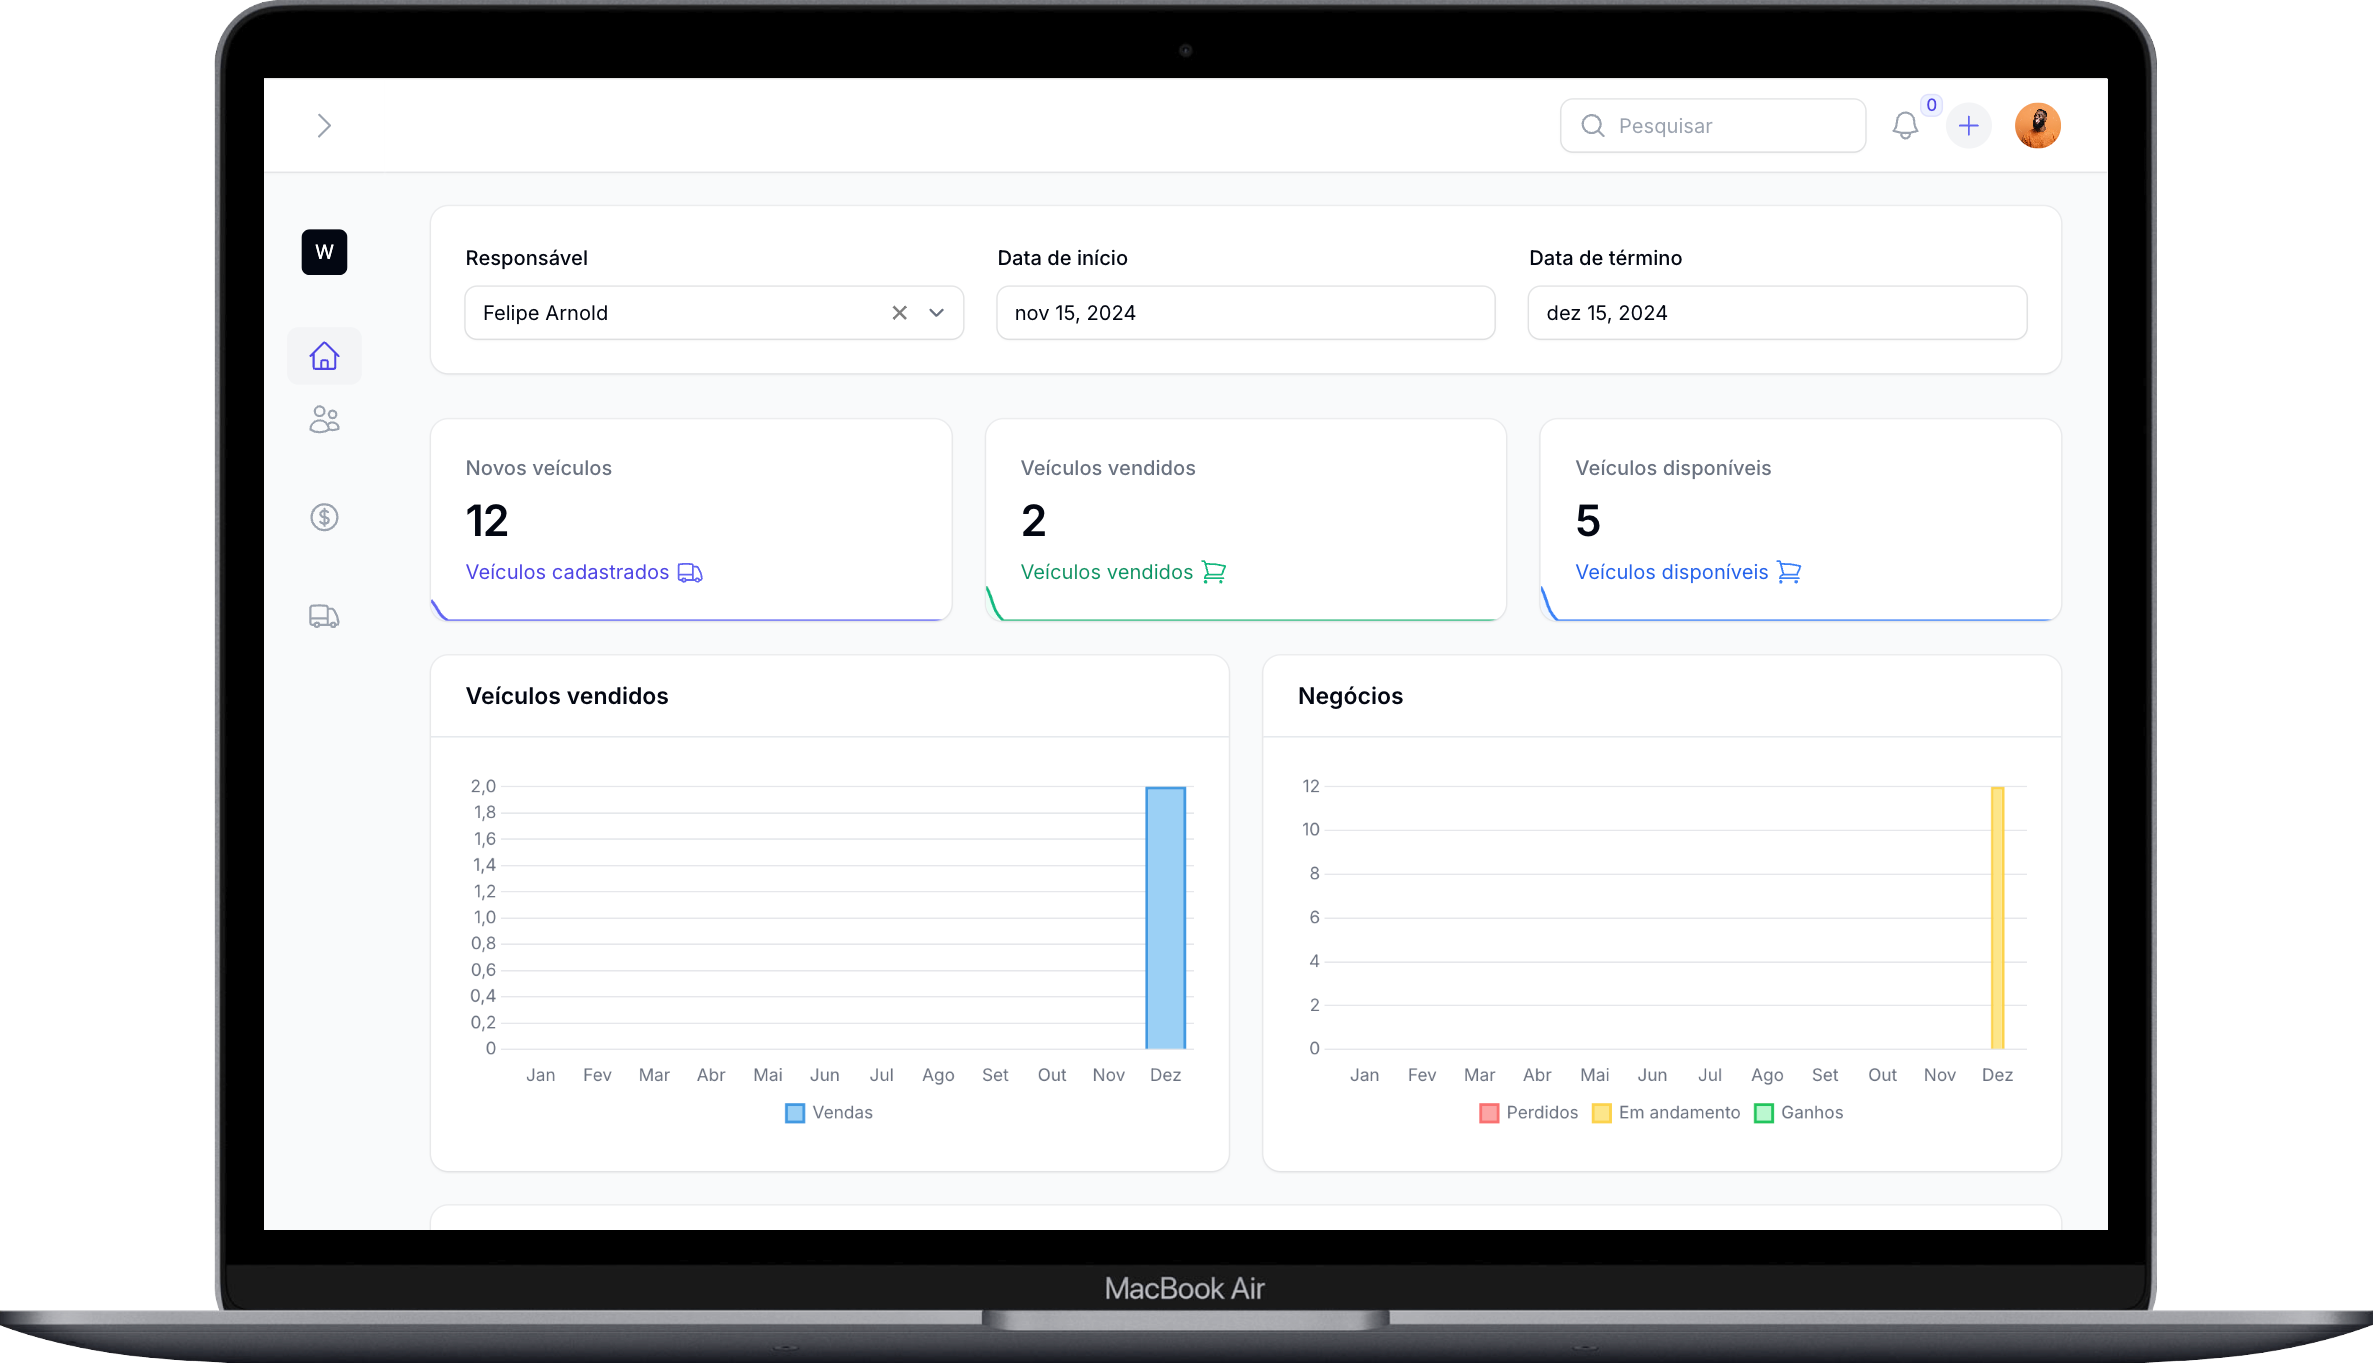 Pesquisar
0
W
Responsável Data de início Data de término
Felipe Arnold nov 15, 2024 dez 15, 2024
Novos veículos
12
Veículos cadastrados
Veículos vendidos
2
Veículos vendidos
Veículos disponíveis
5
Veículos disponíveis
Veículos vendidos
2,0
1,8
1,6
1,4
1,2
1,0
0,8
0,6
0,4
0,2
0
Jan Fev Mar Abr Mai Jun Jul Ago Set Out Nov Dez
Vendas
Negócios
12
10
8
6
4
2
0
Jan Fev Mar Abr Mai Jun Jul Ago Set Out Nov Dez
Perdidos Em andamento Ganhos
MacBook Air